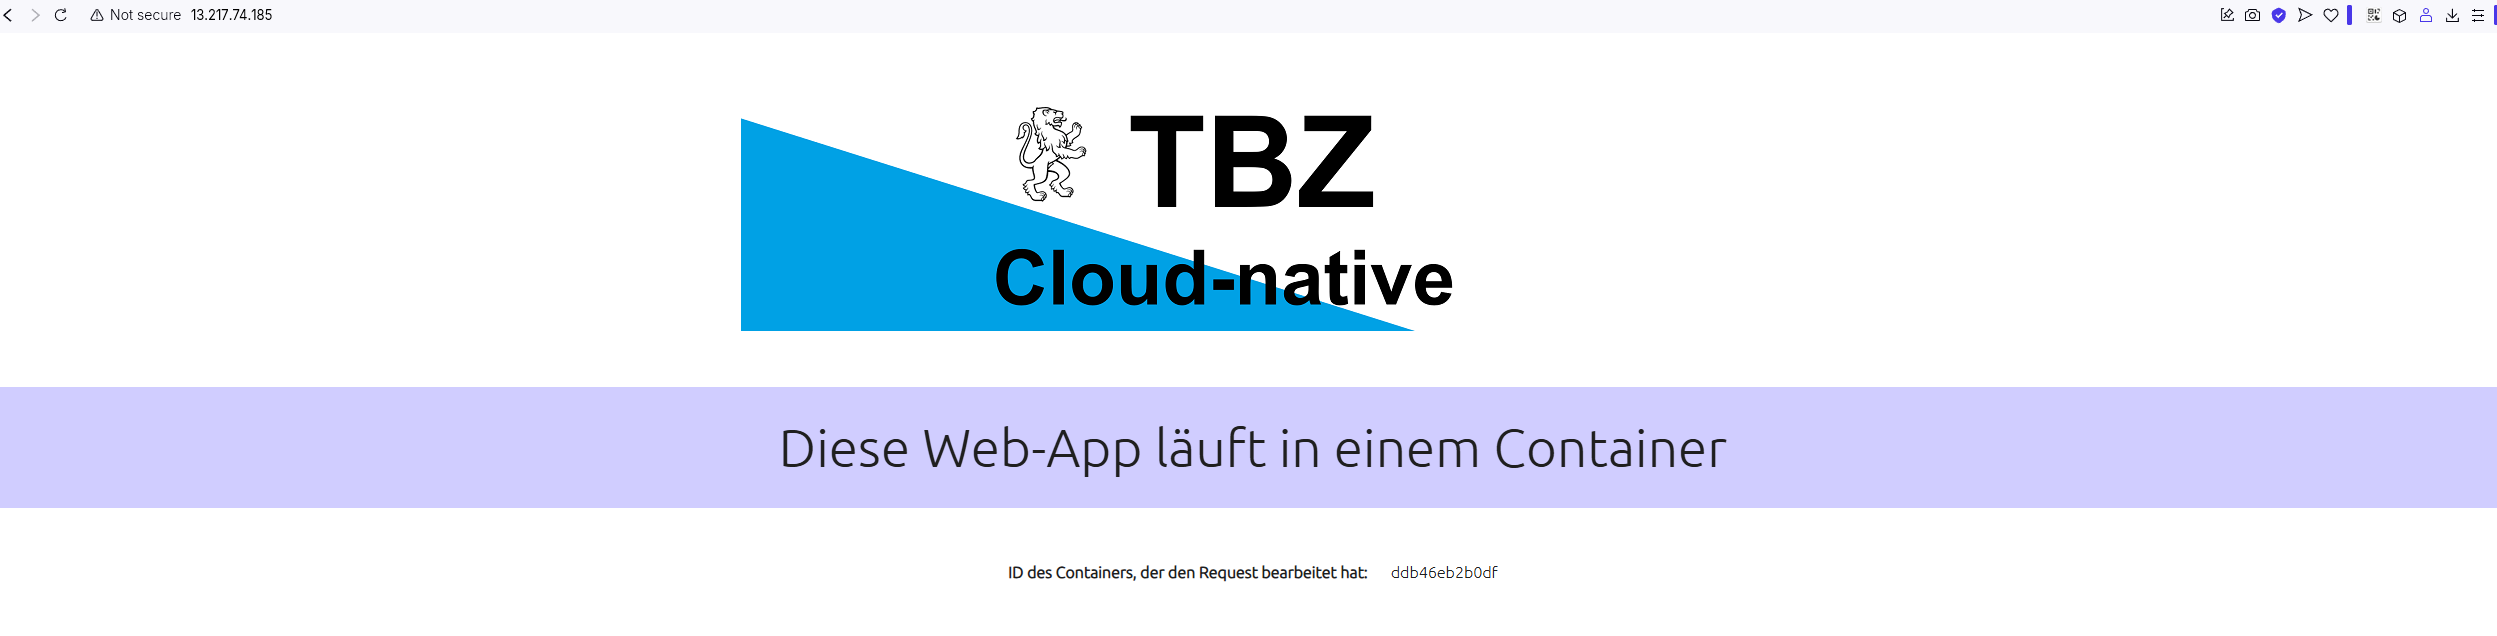 Not secure 13.217.74.185
TBZ
Cloud-native
Diese Web-App läuft in einem Container
ID des Containers, der den Request bearbeitet hat: ddb46eb2b0df